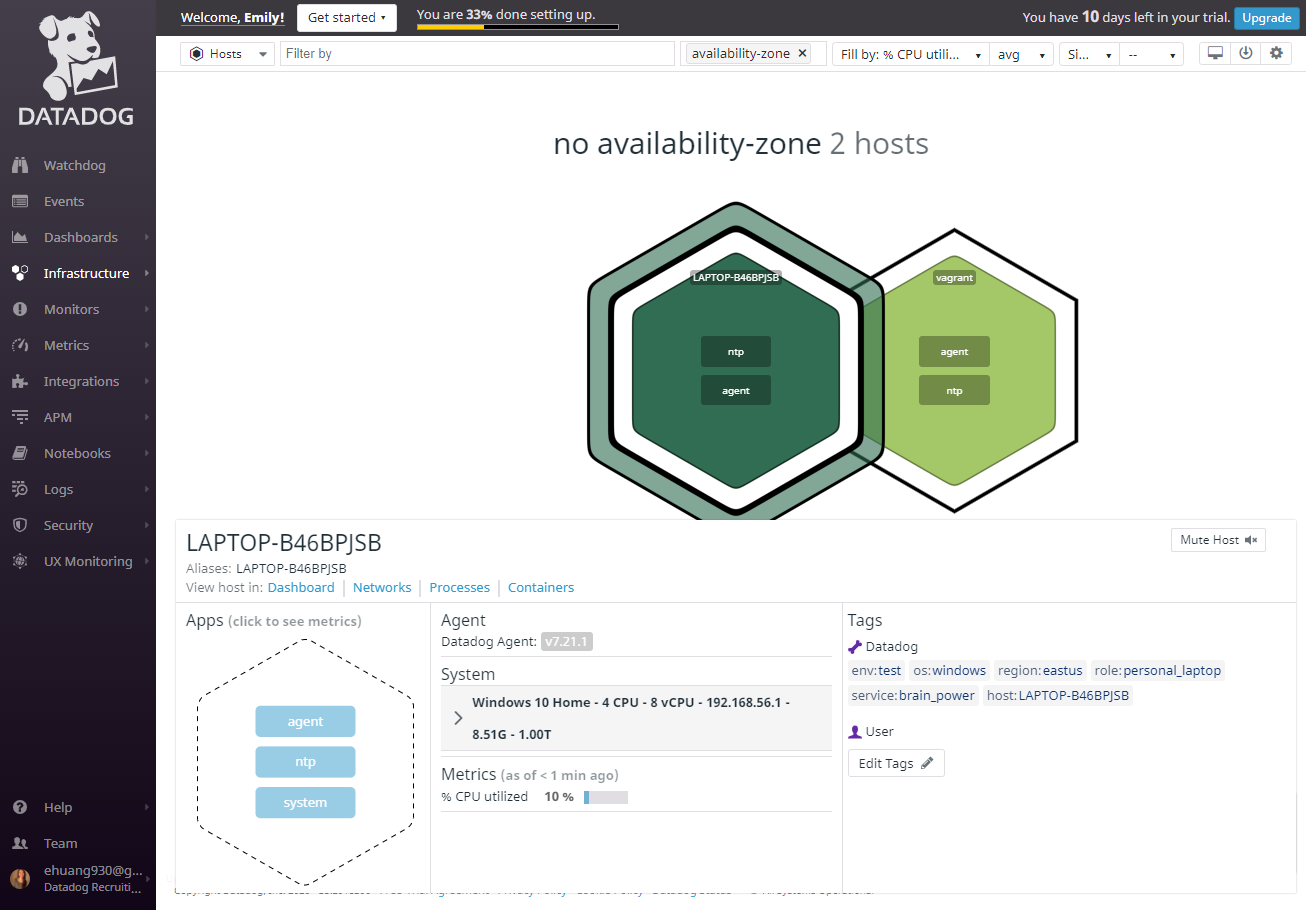 Welcome, Emily!
Get started
You are 33% done setting up.
You have 10 days left in your trial.
Upgrade
DATADOG
Watchdog
Events
Dashboards
Infrastructure
Monitors
Metrics
Integrations
APM
Notebooks
Logs
Security
UX Monitoring
Help
Team
ehuang930@g...
Datadog Recruiti...
Hosts
Filter by
availability-zone ×
Fill by: % CPU utili...
avg
Si...
--
no availability-zone 2 hosts
LAPTOP-B46BPJSB
ntp
agent
vagrant
agent
ntp
LAPTOP-B46BPJSB
Mute Host
Aliases: LAPTOP-B46BPJSB
View host in: Dashboard | Networks | Processes | Containers
Apps (click to see metrics)
agent
ntp
system
Agent
Datadog Agent: v7.21.1
System
Windows 10 Home - 4 CPU - 8 vCPU - 192.168.56.1 -
8.51G - 1.00T
Metrics (as of < 1 min ago)
% CPU utilized 10 %
Tags
Datadog
env:test os:windows region:eastus role:personal_laptop
service:brain_power host:LAPTOP-B46BPJSB
User
Edit Tags